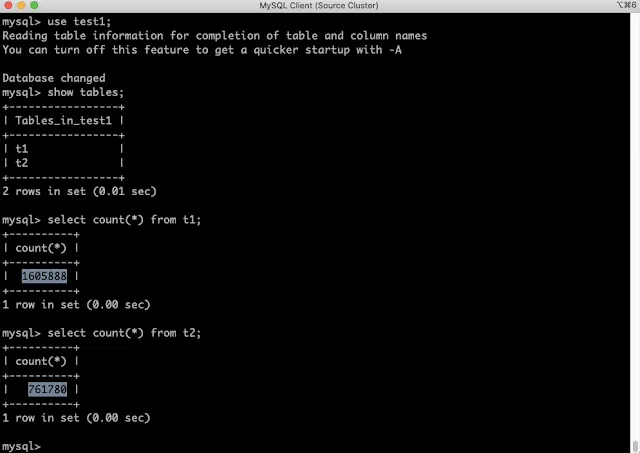 MySQL Client (Source Cluster)
⌥⌘6
mysql> use test1;
Reading table information for completion of table and column names
You can turn off this feature to get a quicker startup with -A

Database changed
mysql> show tables;
+-----------------+
| Tables_in_test1 |
+-----------------+
| t1              |
| t2              |
+-----------------+
2 rows in set (0.01 sec)

mysql> select count(*) from t1;
+----------+
| count(*) |
+----------+
|  1605888 |
+----------+
1 row in set (0.00 sec)

mysql> select count(*) from t2;
+----------+
| count(*) |
+----------+
|   761780 |
+----------+
1 row in set (0.00 sec)

mysql>